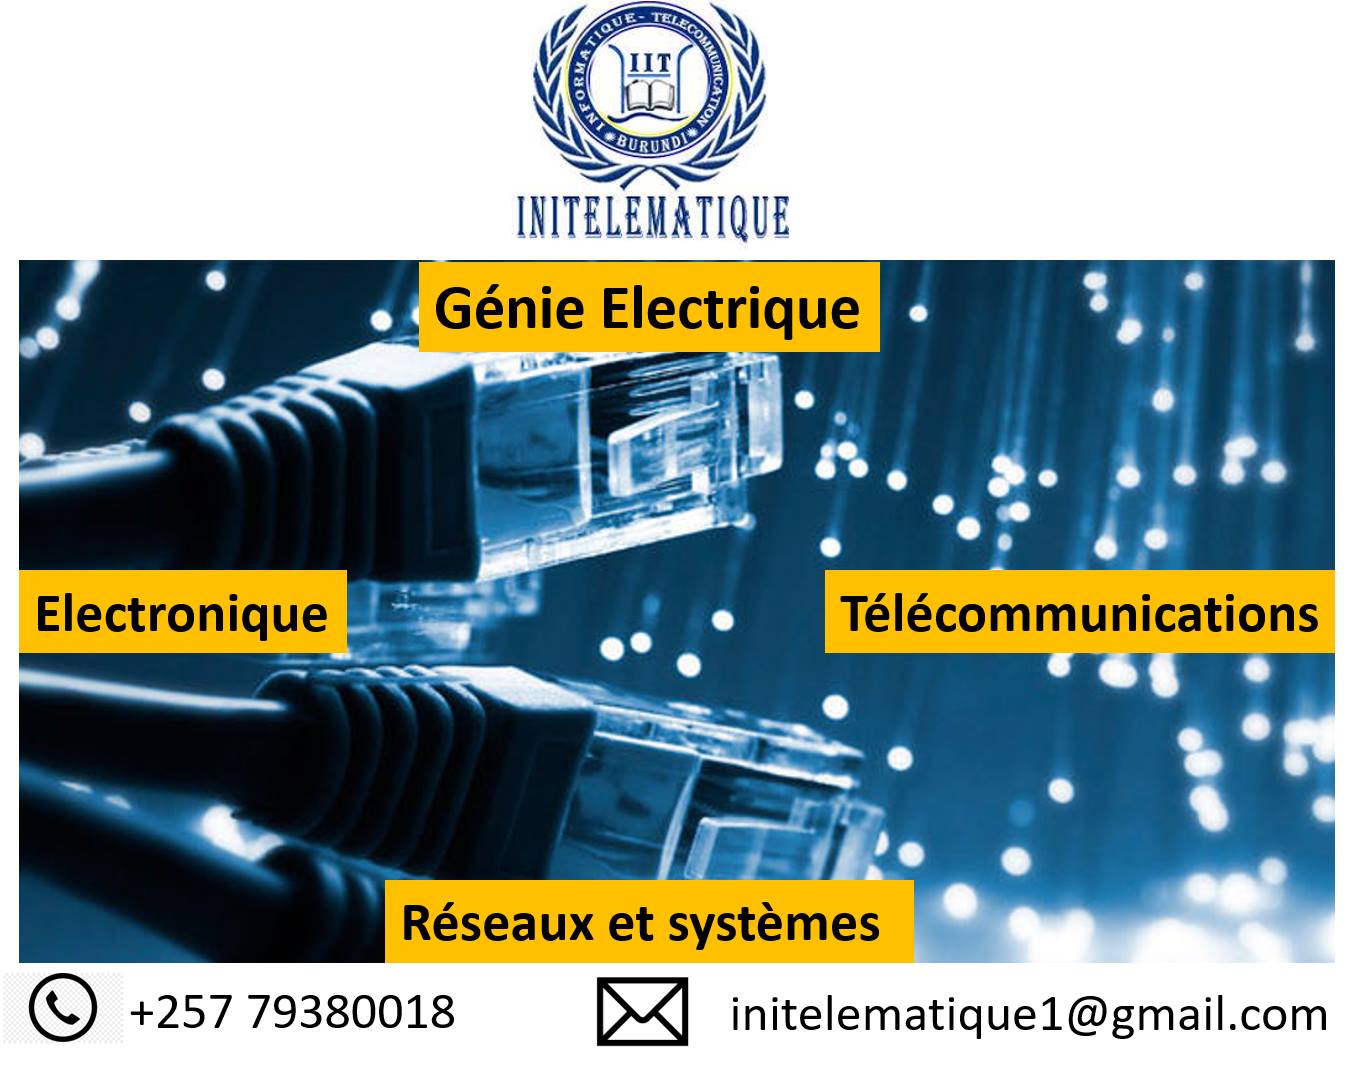 INFORMATIQUE - TELECOMMUNICATION
IIT
BURUNDI
INITELEMATIQUE
Génie Electrique
Electronique
Télécommunications
Réseaux et systèmes
+257 79380018
initelematique1@gmail.com